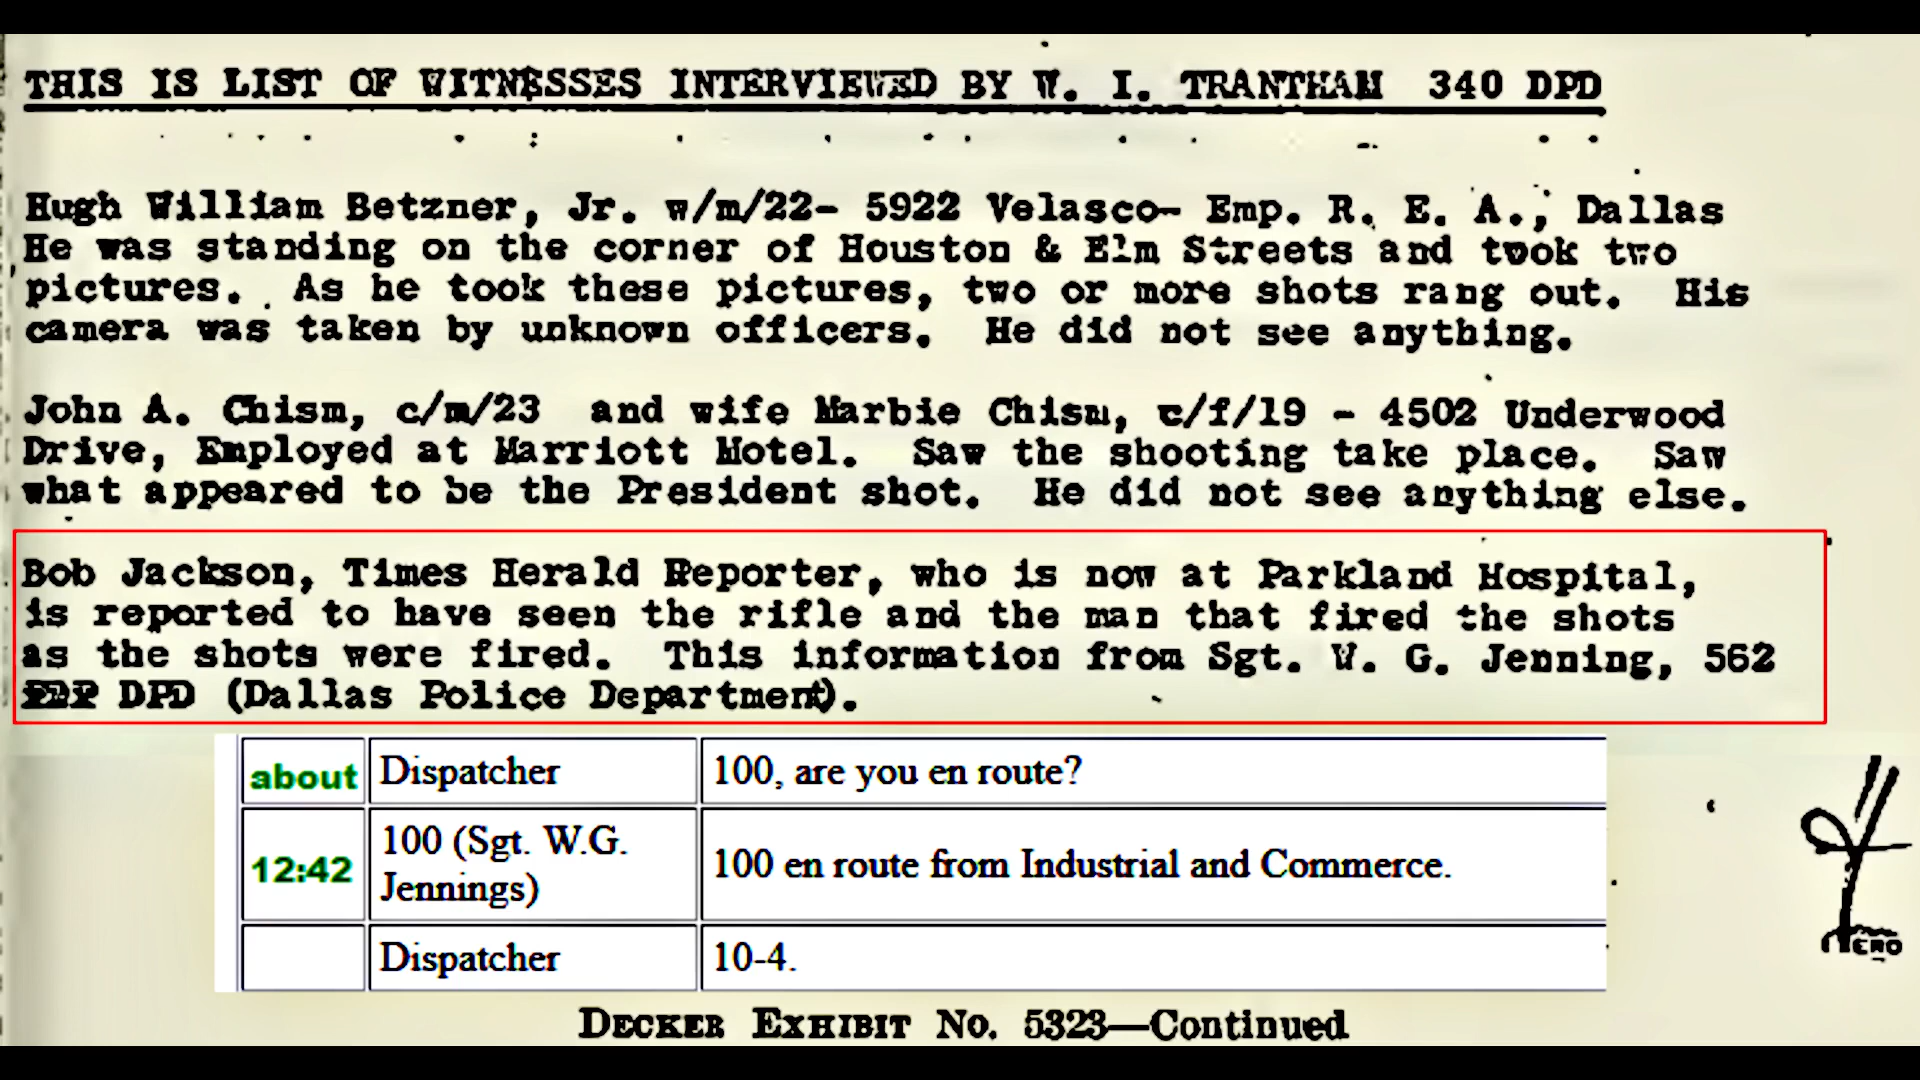 THIS IS LIST OF WITNESSES INTERVIEWED BY W. I. TRANTHAM 340 DPD
Hugh William Betzner, Jr. w/m/22- 5922 Velasco- Emp. R. E. A., Dallas
He was standing on the corner of Houston & Elm Streets and took two
pictures. As he took these pictures, two or more shots rang out. His
camera was taken by unknown officers. He did not see anything.
John A. Chism, c/m/23 and wife Marbie Chism, c/f/19 - 4502 Underwood
Drive, Employed at Marriott Motel. Saw the shooting take place. Saw
what appeared to be the President shot. He did not see anything else.
Bob Jackson, Times Herald Reporter, who is now at Parkland Hospital,
is reported to have seen the rifle and the man that fired the shots
as the shots were fired. This information from Sgt. W. G. Jenning, 562
DPD (Dallas Police Department).
about Dispatcher 100, are you en route?
12:42 100 (Sgt. W.G. Jennings) 100 en route from Industrial and Commerce.
Dispatcher 10-4.
DECKER EXHIBIT No. 5323—Continued